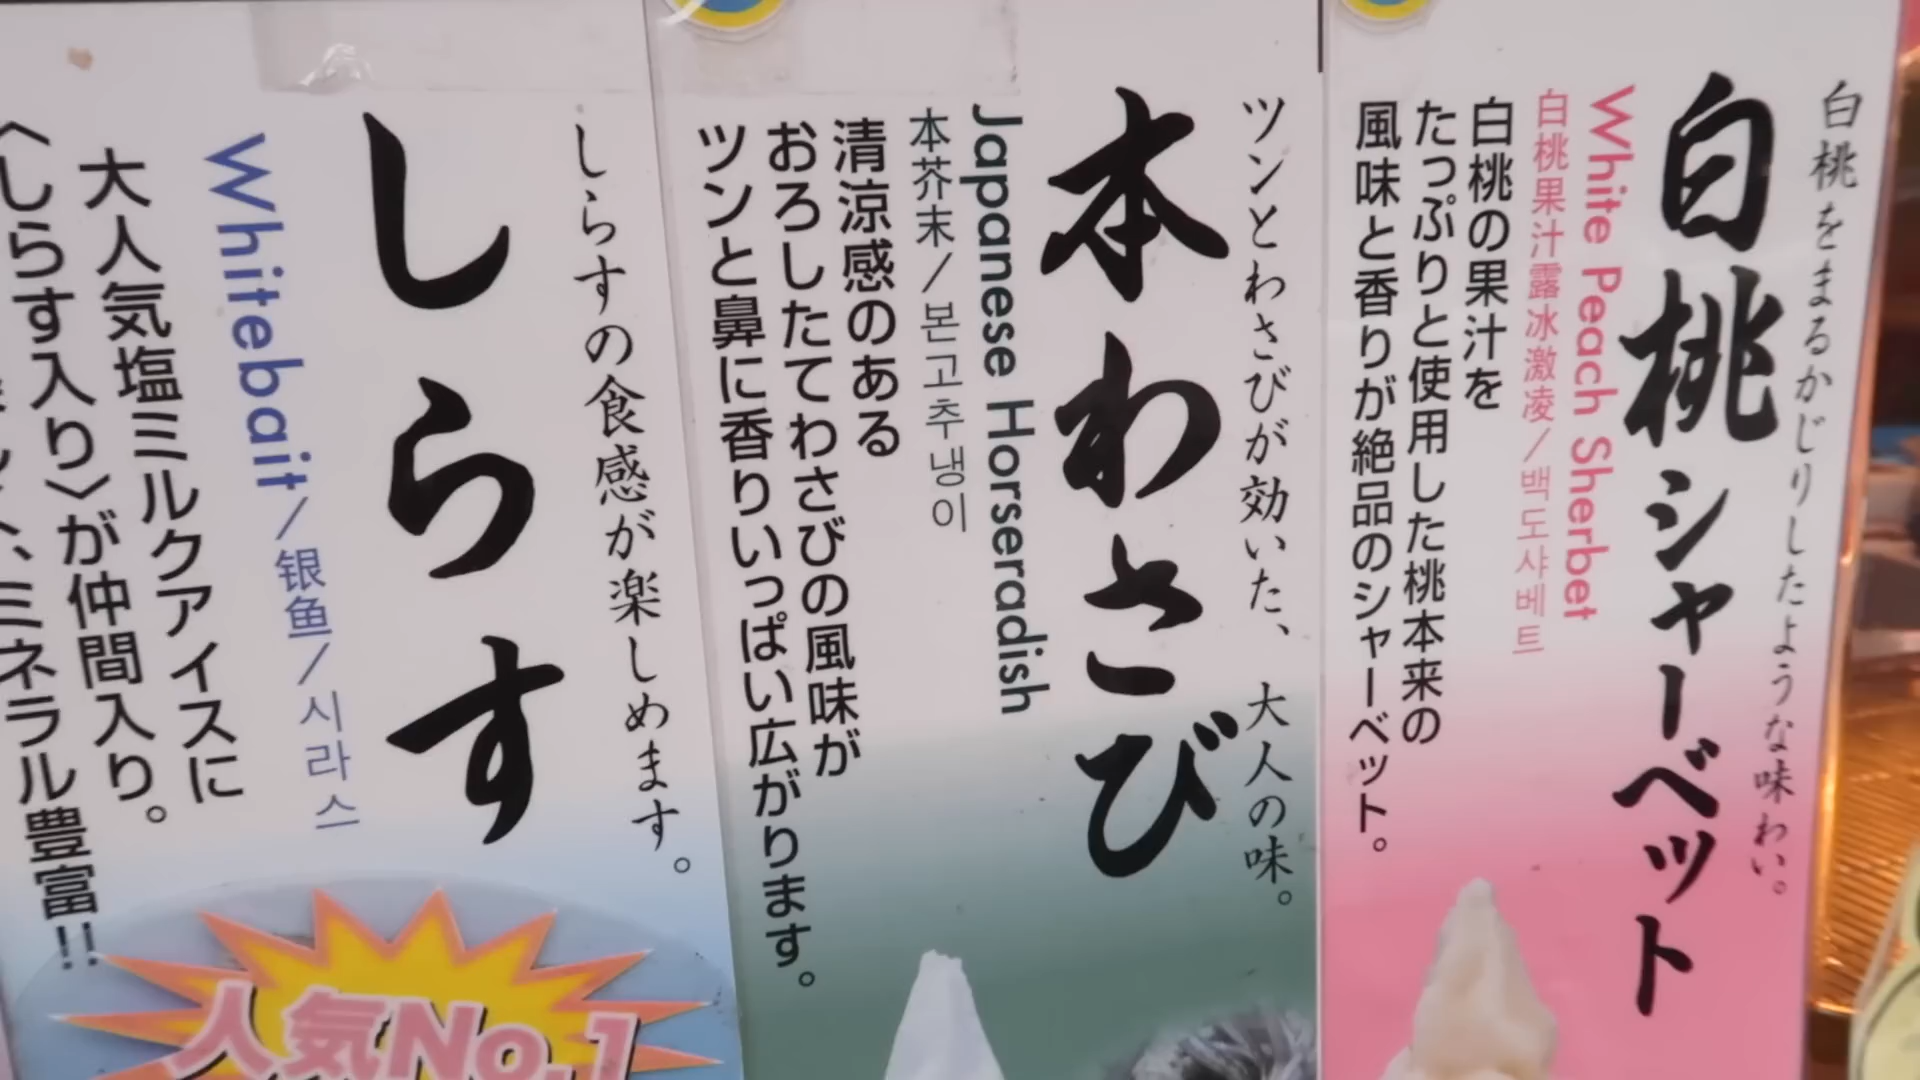 白桃をまるかじりしたような味わい。
白桃シャーベット
White Peach Sherbet
白桃果汁露冰激凌/백도샤베트
白桃の果汁を
たっぷりと使用した桃本来の
風味と香りが絶品のシャーベット。
ツンとわさびが効いた、大人の味。
本わさび
Japanese Horseradish
本芥末/본고추냉이
清涼感のある
おろしたてわさびの風味が
ツンと鼻に香りいっぱい広がります。
しらすの食感が楽しめます。
しらす
Whitebait/银鱼/시라스
大人気塩ミルクアイスに
〈しらす入り〉が仲間入り。
ミネラル豊富!!
人気No.1